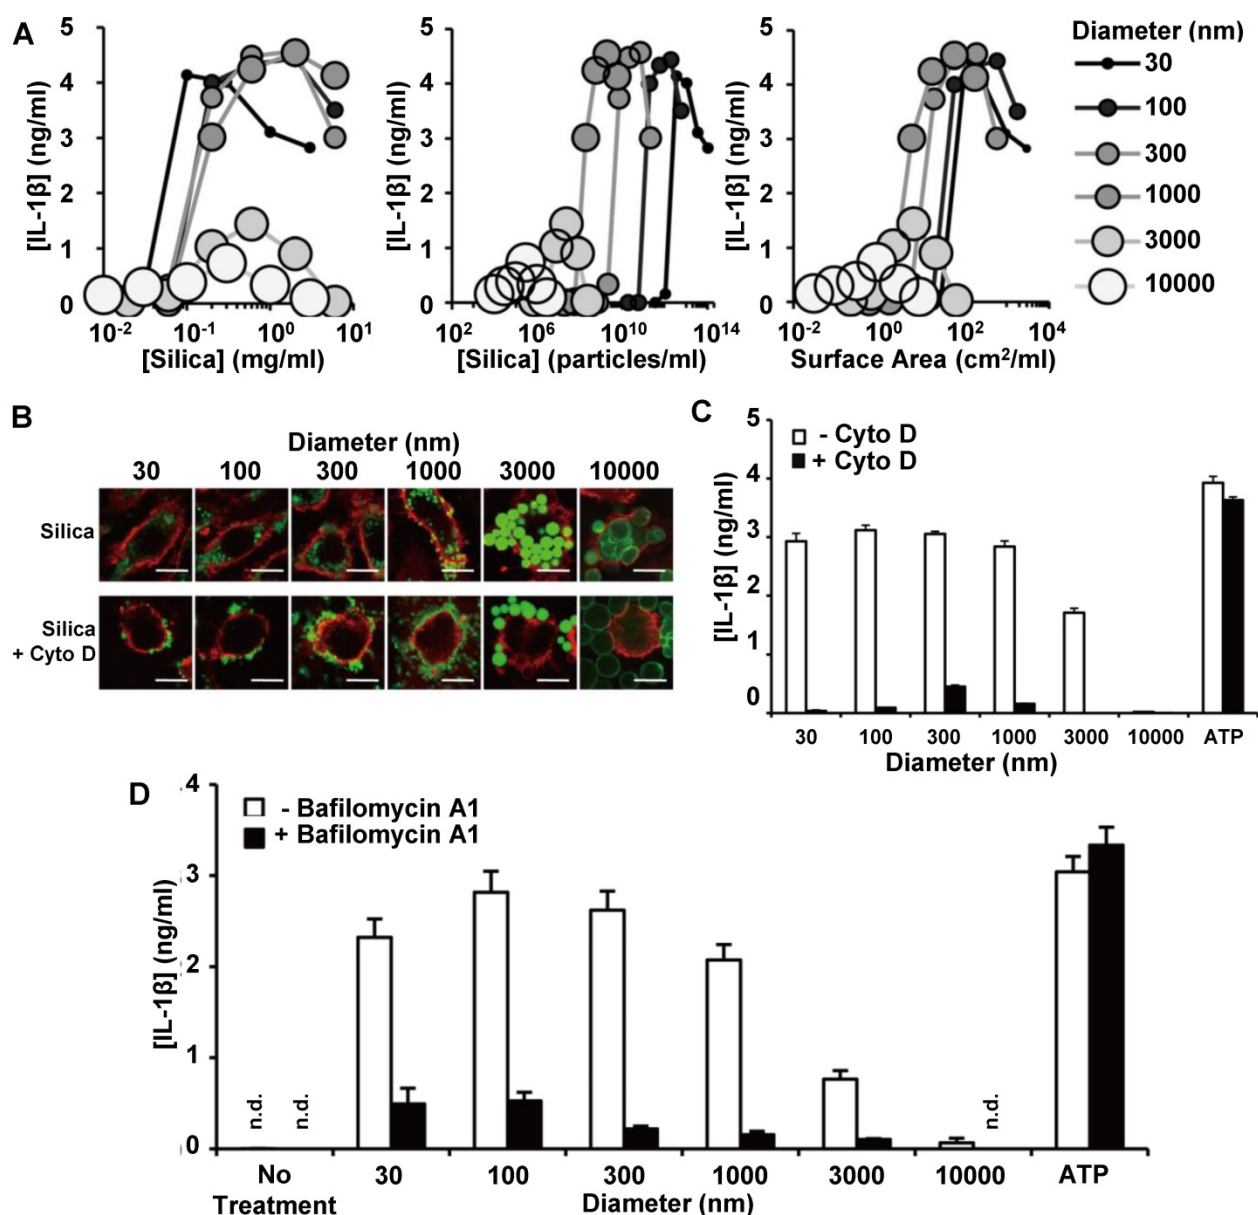 A
[IL-1β] (ng/ml)
5
4
3
2
1
0
10-2
10-1
100
101
[Silica] (mg/ml)
[IL-1β] (ng/ml)
5
4
3
2
1
0
102
106
1010
1014
[Silica] (particles/ml)
[IL-1β] (ng/ml)
5
4
3
2
1
0
10-2
100
102
104
Surface Area (cm2/ml)
Diameter (nm)
30
100
300
1000
3000
10000
B
Diameter (nm)
30 100 300 1000 3000 10000
Silica
Silica
+ Cyto D
C
- Cyto D
+ Cyto D
[IL-1β] (ng/ml)
5
4
3
2
1
0
30 100 300 1000 3000 10000 ATP
Diameter (nm)
D
- Bafilomycin A1
+ Bafilomycin A1
[IL-1β] (ng/ml)
4
3
2
1
0
n.d.
n.d.
n.d.
No
Treatment
30 100 300 1000 3000 10000 ATP
Diameter (nm)